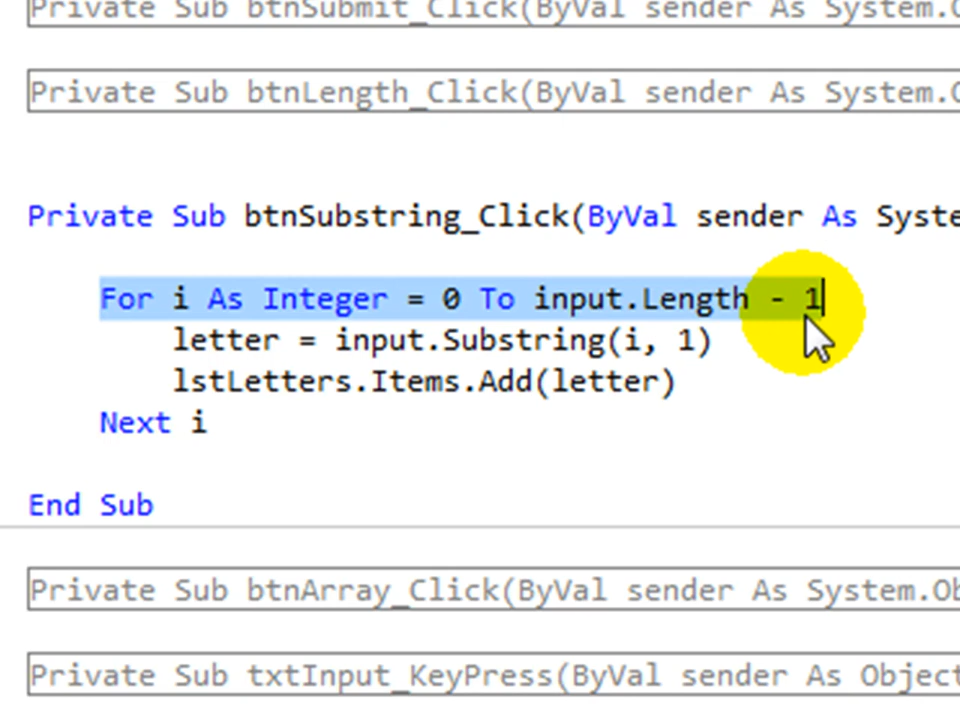 Private Sub btnSubmit_Click(ByVal sender As System.O
Private Sub btnLength_Click(ByVal sender As System.O
Private Sub btnSubstring_Click(ByVal sender As Syste
For i As Integer = 0 To input.Length - 1
letter = input.Substring(i, 1)
lstLetters.Items.Add(letter)
Next i
End Sub
Private Sub btnArray_Click(ByVal sender As System.Ob
Private Sub txtInput_KeyPress(ByVal sender As Object